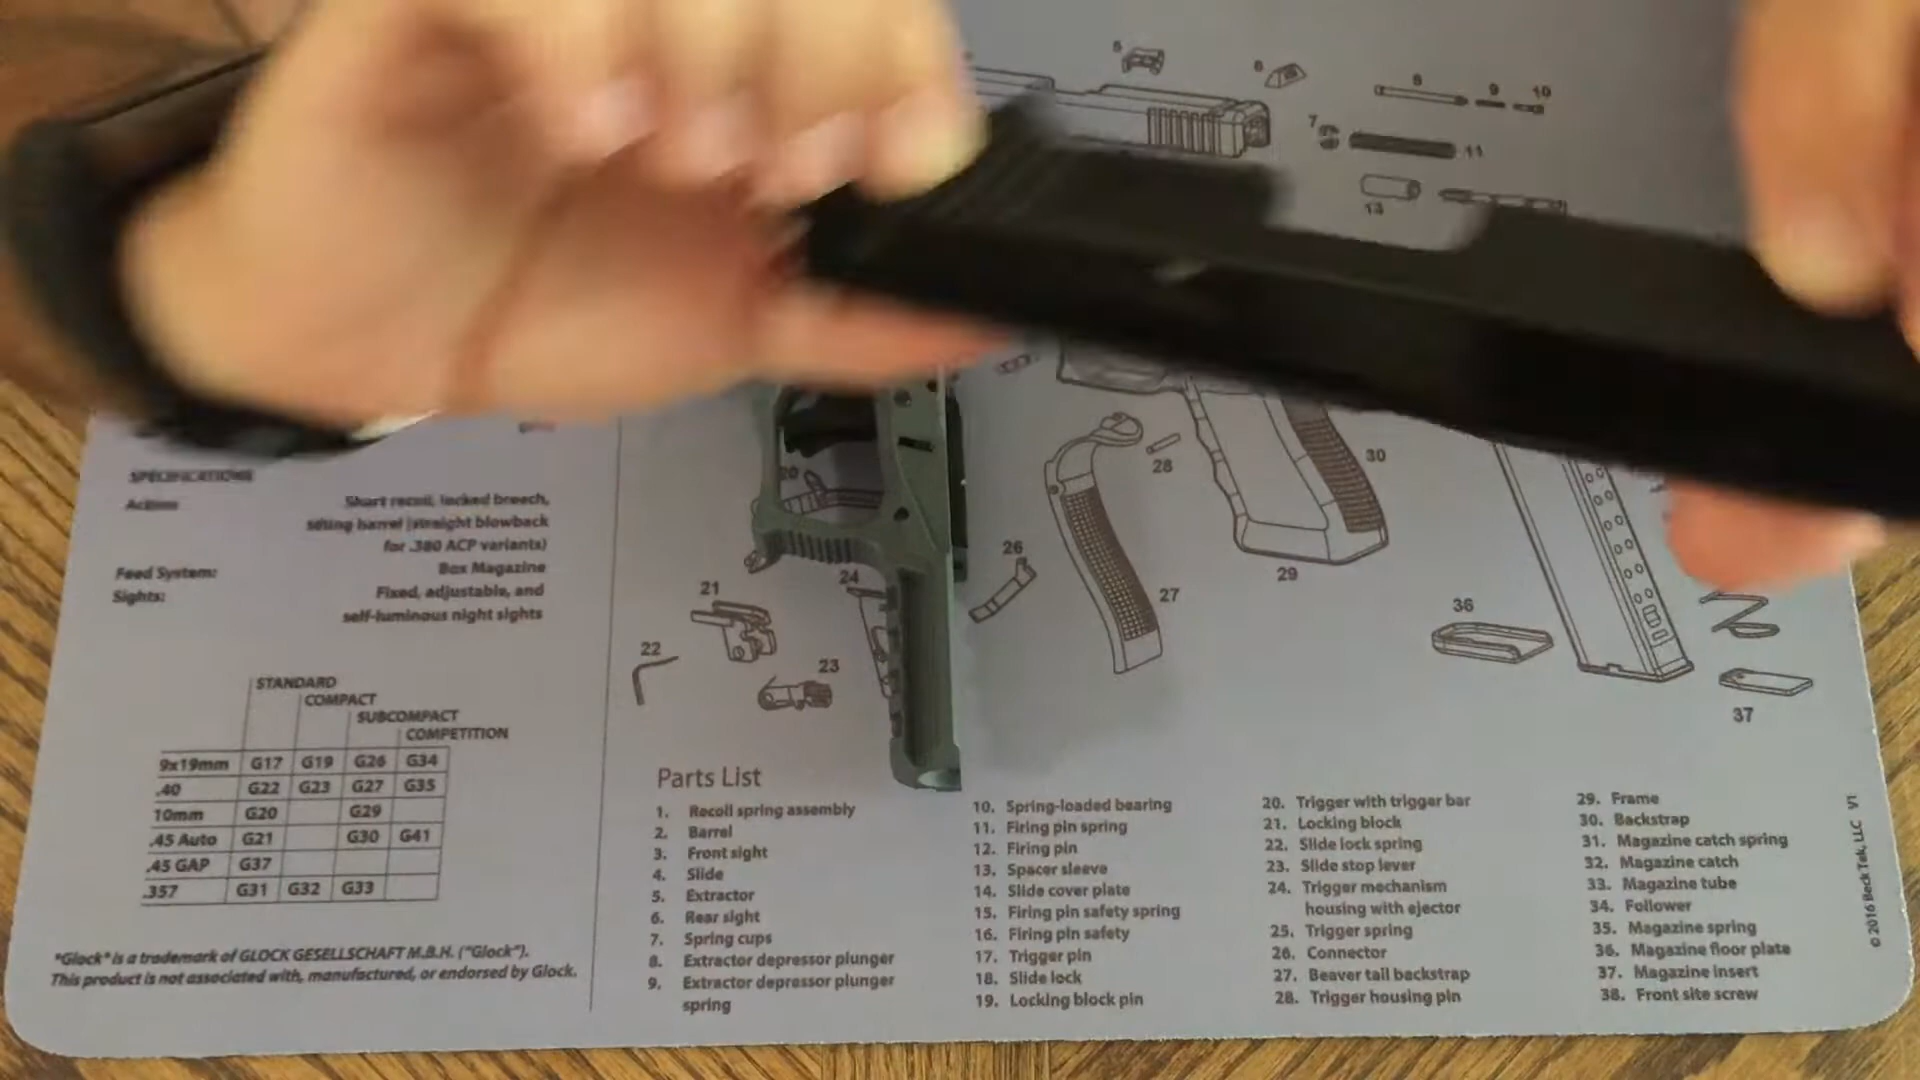 5
6
8
9
10
7
11
13
SPECIFICATIONS
Action
Short recoil, locked breech,
tilting barrel (straight blowback
for .380 ACP variants)
Feed System:
Box Magazine
Sights:
Fixed, adjustable, and
self-luminous night sights
20
21
22
23
24
26
27
28
29
30
36
37
STANDARD
COMPACT
SUBCOMPACT
COMPETITION
9x19mm G17 G19 G26 G34
.40 G22 G23 G27 G35
10mm G20 G29
.45 Auto G21 G30 G41
.45 GAP G37
.357 G31 G32 G33
"Glock" is a trademark of GLOCK GESELLSCHAFT M.B.H. ("Glock").
This product is not associated with, manufactured, or endorsed by Glock.
Parts List
1. Recoil spring assembly
2. Barrel
3. Front sight
4. Slide
5. Extractor
6. Rear sight
7. Spring cups
8. Extractor depressor plunger
9. Extractor depressor plunger
spring
10. Spring-loaded bearing
11. Firing pin spring
12. Firing pin
13. Spacer sleeve
14. Slide cover plate
15. Firing pin safety spring
16. Firing pin safety
17. Trigger pin
18. Slide lock
19. Locking block pin
20. Trigger with trigger bar
21. Locking block
22. Slide lock spring
23. Slide stop lever
24. Trigger mechanism
housing with ejector
25. Trigger spring
26. Connector
27. Beaver tail backstrap
28. Trigger housing pin
29. Frame
30. Backstrap
31. Magazine catch spring
32. Magazine catch
33. Magazine tube
34. Follower
35. Magazine spring
36. Magazine floor plate
37. Magazine insert
38. Front site screw
© 2016 Beck Tek, LLC V1